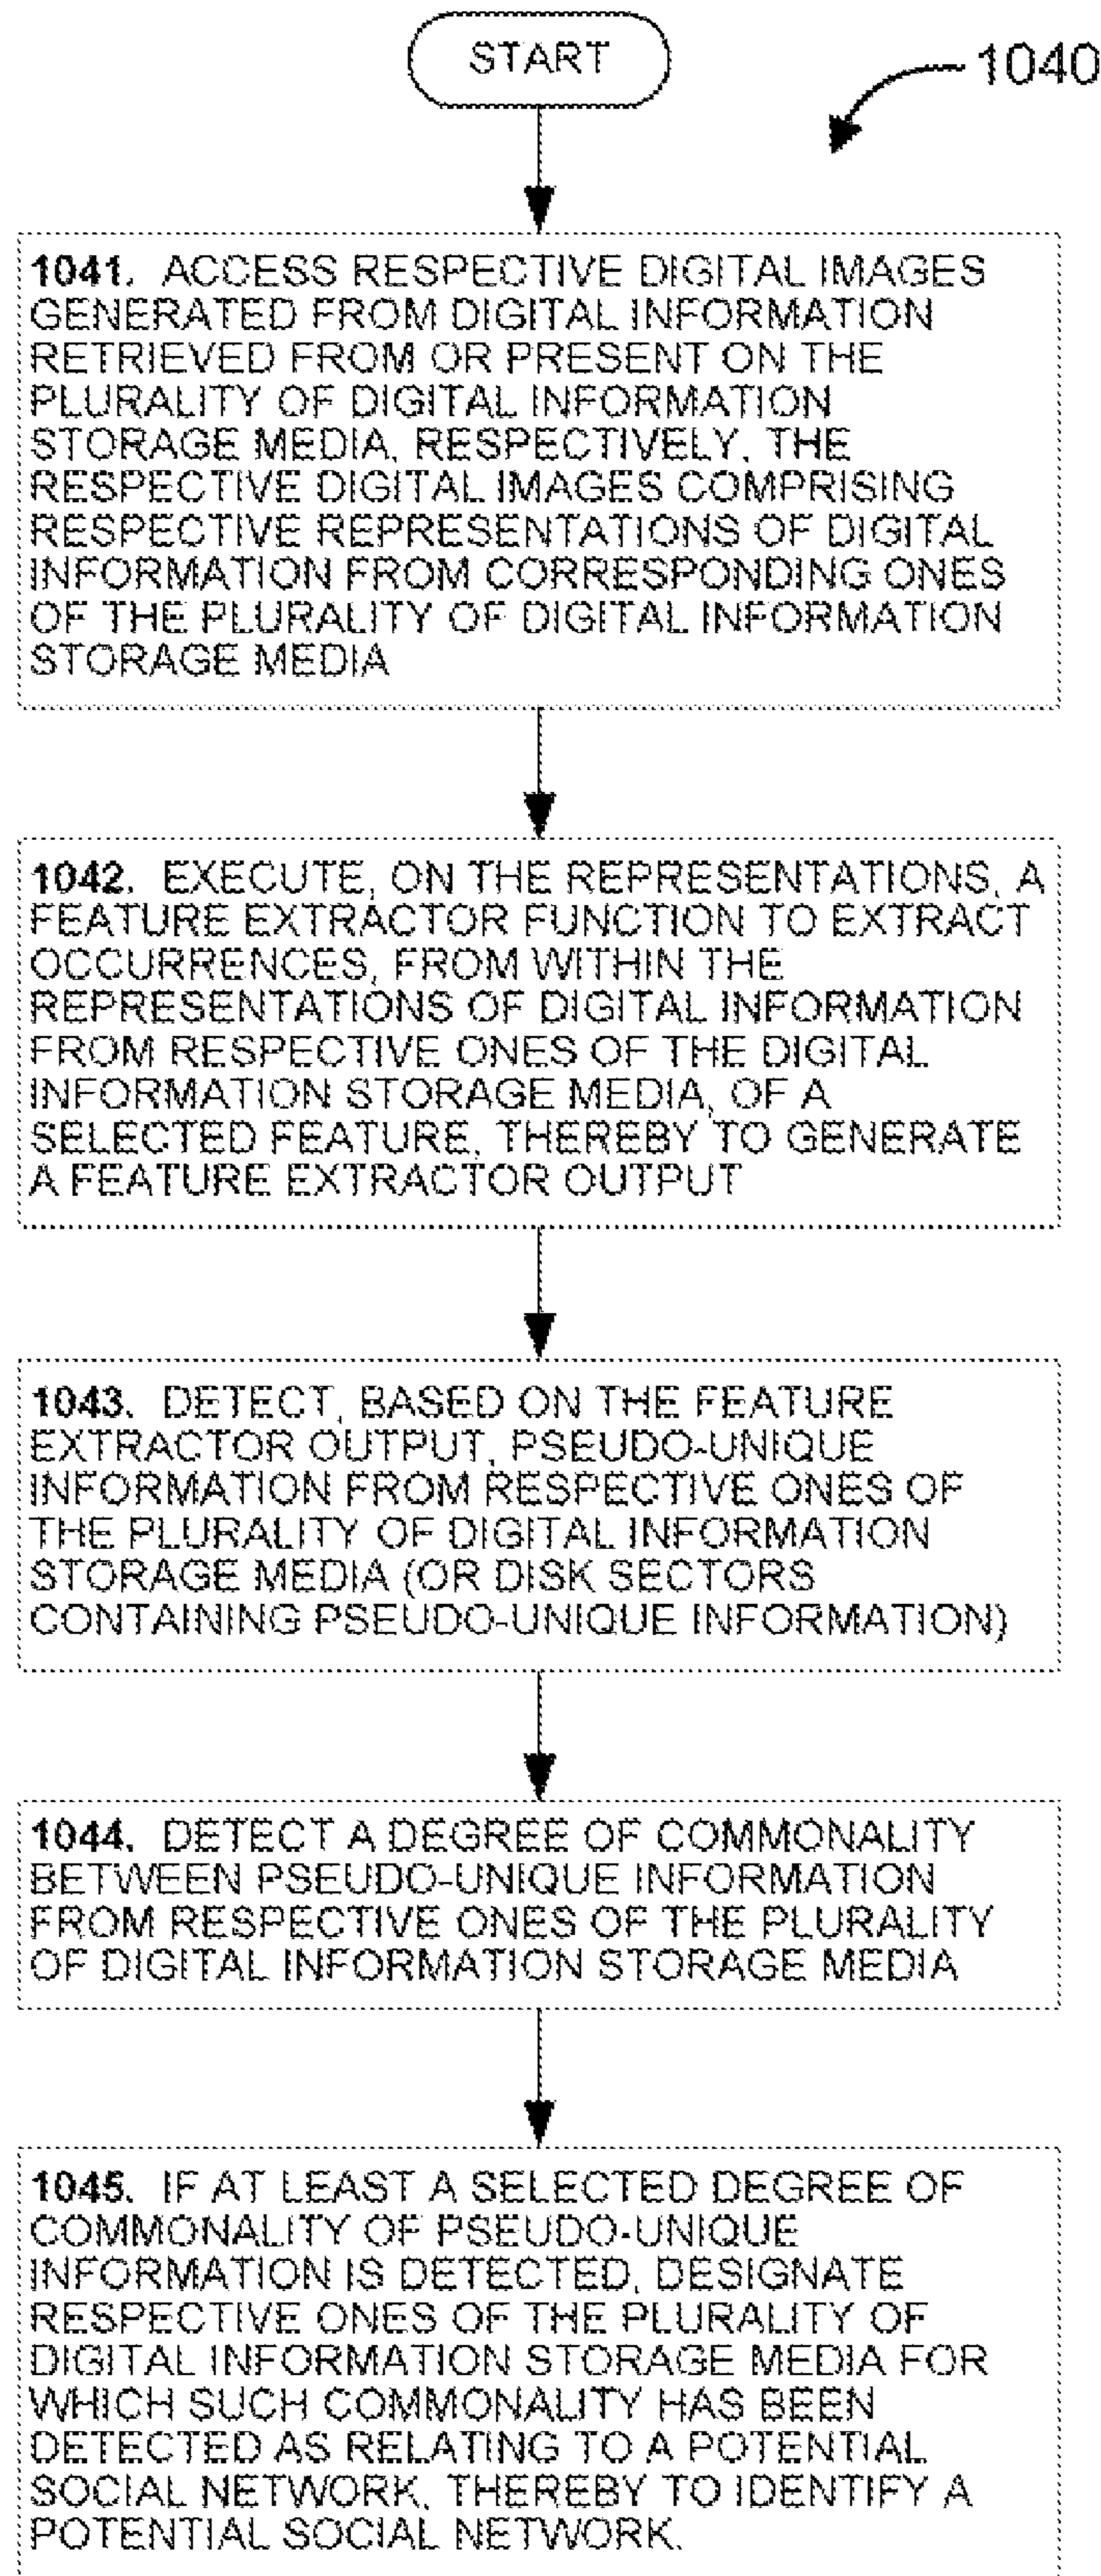 START
1040
1041. ACCESS RESPECTIVE DIGITAL IMAGES
GENERATED FROM DIGITAL INFORMATION
RETRIEVED FROM OR PRESENT ON THE
PLURALITY OF DIGITAL INFORMATION
STORAGE MEDIA, RESPECTIVELY, THE
RESPECTIVE DIGITAL IMAGES COMPRISING
RESPECTIVE REPRESENTATIONS OF DIGITAL
INFORMATION FROM CORRESPONDING ONES
OF THE PLURALITY OF DIGITAL INFORMATION
STORAGE MEDIA
1042. EXECUTE, ON THE REPRESENTATIONS, A
FEATURE EXTRACTOR FUNCTION TO EXTRACT
OCCURRENCES, FROM WITHIN THE
REPRESENTATIONS OF DIGITAL INFORMATION
FROM RESPECTIVE ONES OF THE DIGITAL
INFORMATION STORAGE MEDIA, OF A
SELECTED FEATURE, THEREBY TO GENERATE
A FEATURE EXTRACTOR OUTPUT
1043. DETECT, BASED ON THE FEATURE
EXTRACTOR OUTPUT, PSEUDO-UNIQUE
INFORMATION FROM RESPECTIVE ONES OF
THE PLURALITY OF DIGITAL INFORMATION
STORAGE MEDIA (OR DISK SECTORS
CONTAINING PSEUDO-UNIQUE INFORMATION)
1044. DETECT A DEGREE OF COMMONALITY
BETWEEN PSEUDO-UNIQUE INFORMATION
FROM RESPECTIVE ONES OF THE PLURALITY
OF DIGITAL INFORMATION STORAGE MEDIA
1045. IF AT LEAST A SELECTED DEGREE OF
COMMONALITY OF PSEUDO-UNIQUE
INFORMATION IS DETECTED, DESIGNATE
RESPECTIVE ONES OF THE PLURALITY OF
DIGITAL INFORMATION STORAGE MEDIA FOR
WHICH SUCH COMMONALITY HAS BEEN
DETECTED AS RELATING TO A POTENTIAL
SOCIAL NETWORK, THEREBY TO IDENTIFY A
POTENTIAL SOCIAL NETWORK.